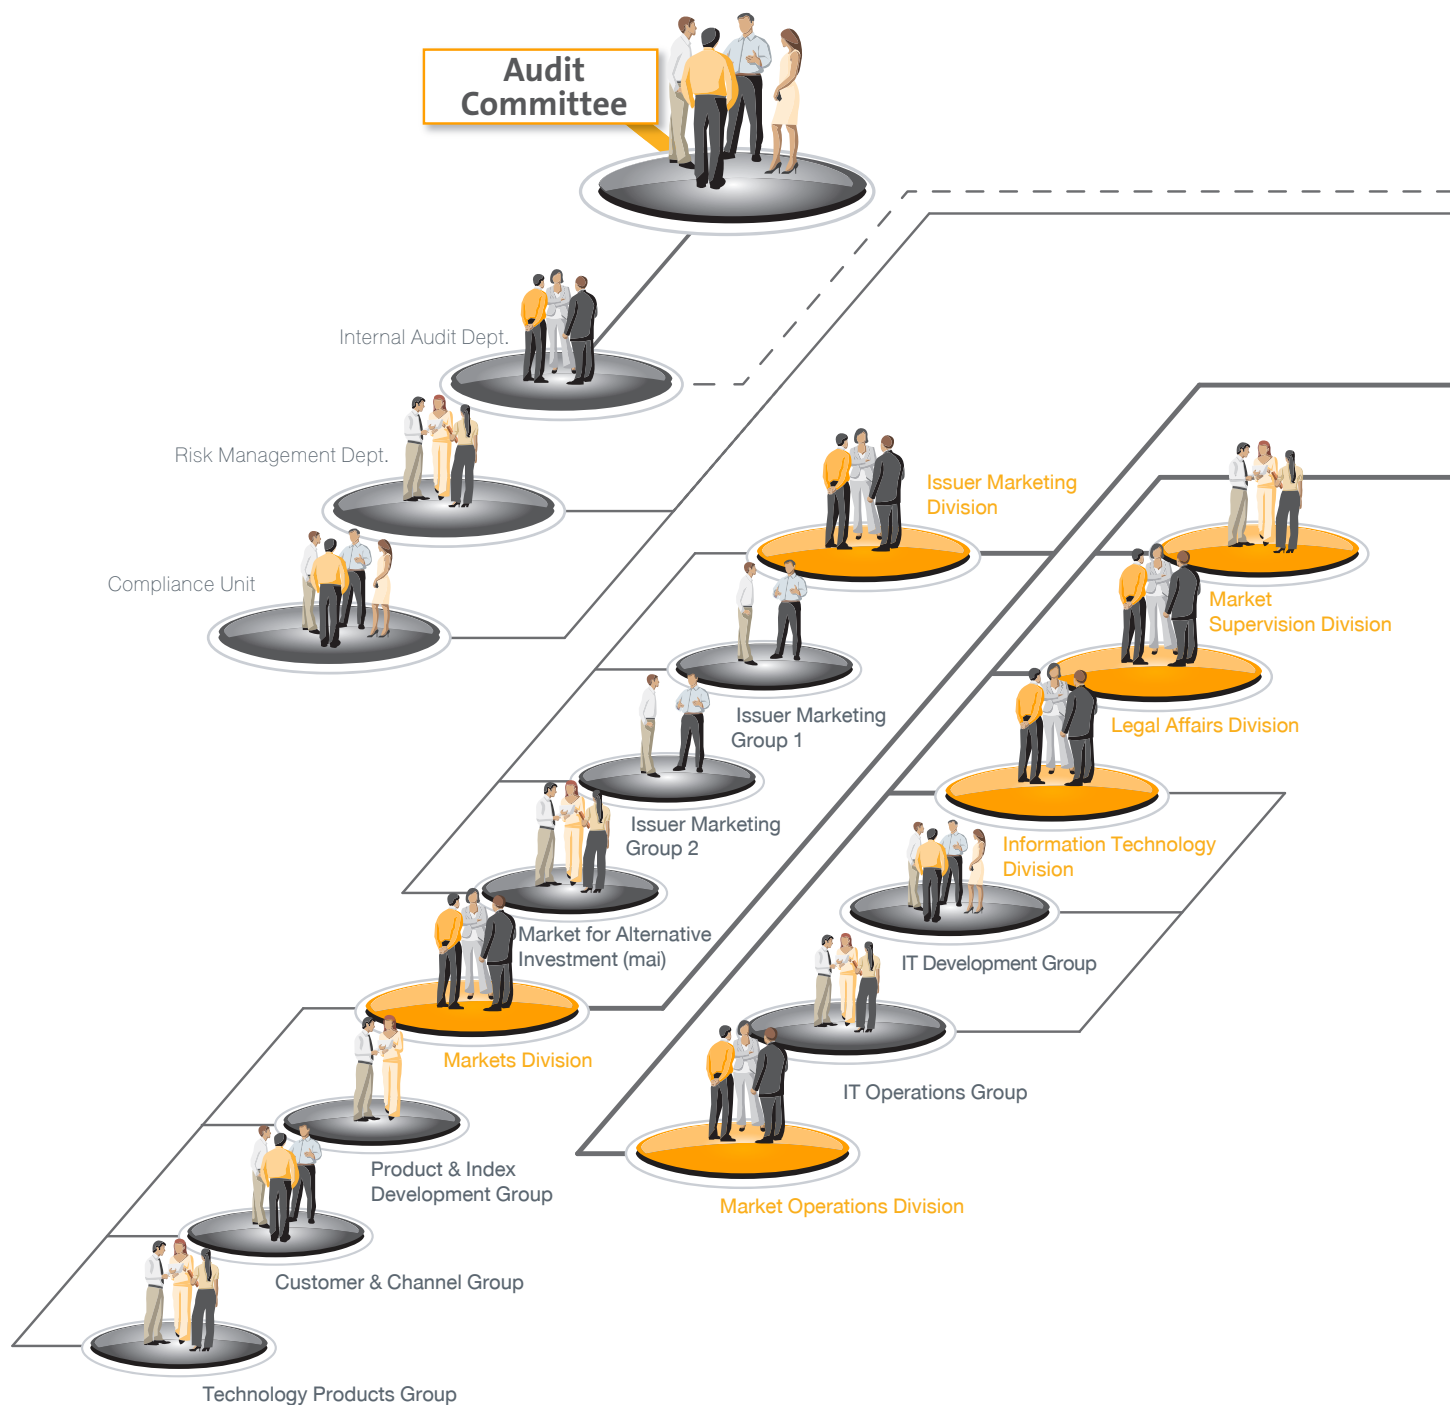 Audit
Committee
Internal Audit Dept.
Risk Management Dept.
Compliance Unit
Issuer Marketing
Division
Issuer Marketing
Group 1
Issuer Marketing
Group 2
Market for Alternative
Investment (mai)
Markets Division
Product & Index
Development Group
Customer & Channel Group
Technology Products Group
Market
Supervision Division
Legal Affairs Division
Information Technology
Division
IT Development Group
IT Operations Group
Market Operations Division